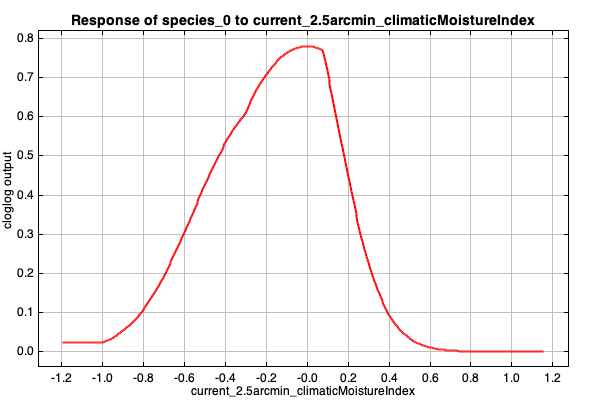 Response of species_0 to current_2.5arcmin_climaticMoistureIndex
0.8
0.7
0.6
0.5
0.4
0.3
0.2
0.1
0.0
cloglog output
-1.2 -1.0 -0.8 -0.6 -0.4 -0.2 -0.0 0.2 0.4 0.6 0.8 1.0 1.2
current_2.5arcmin_climaticMoistureIndex